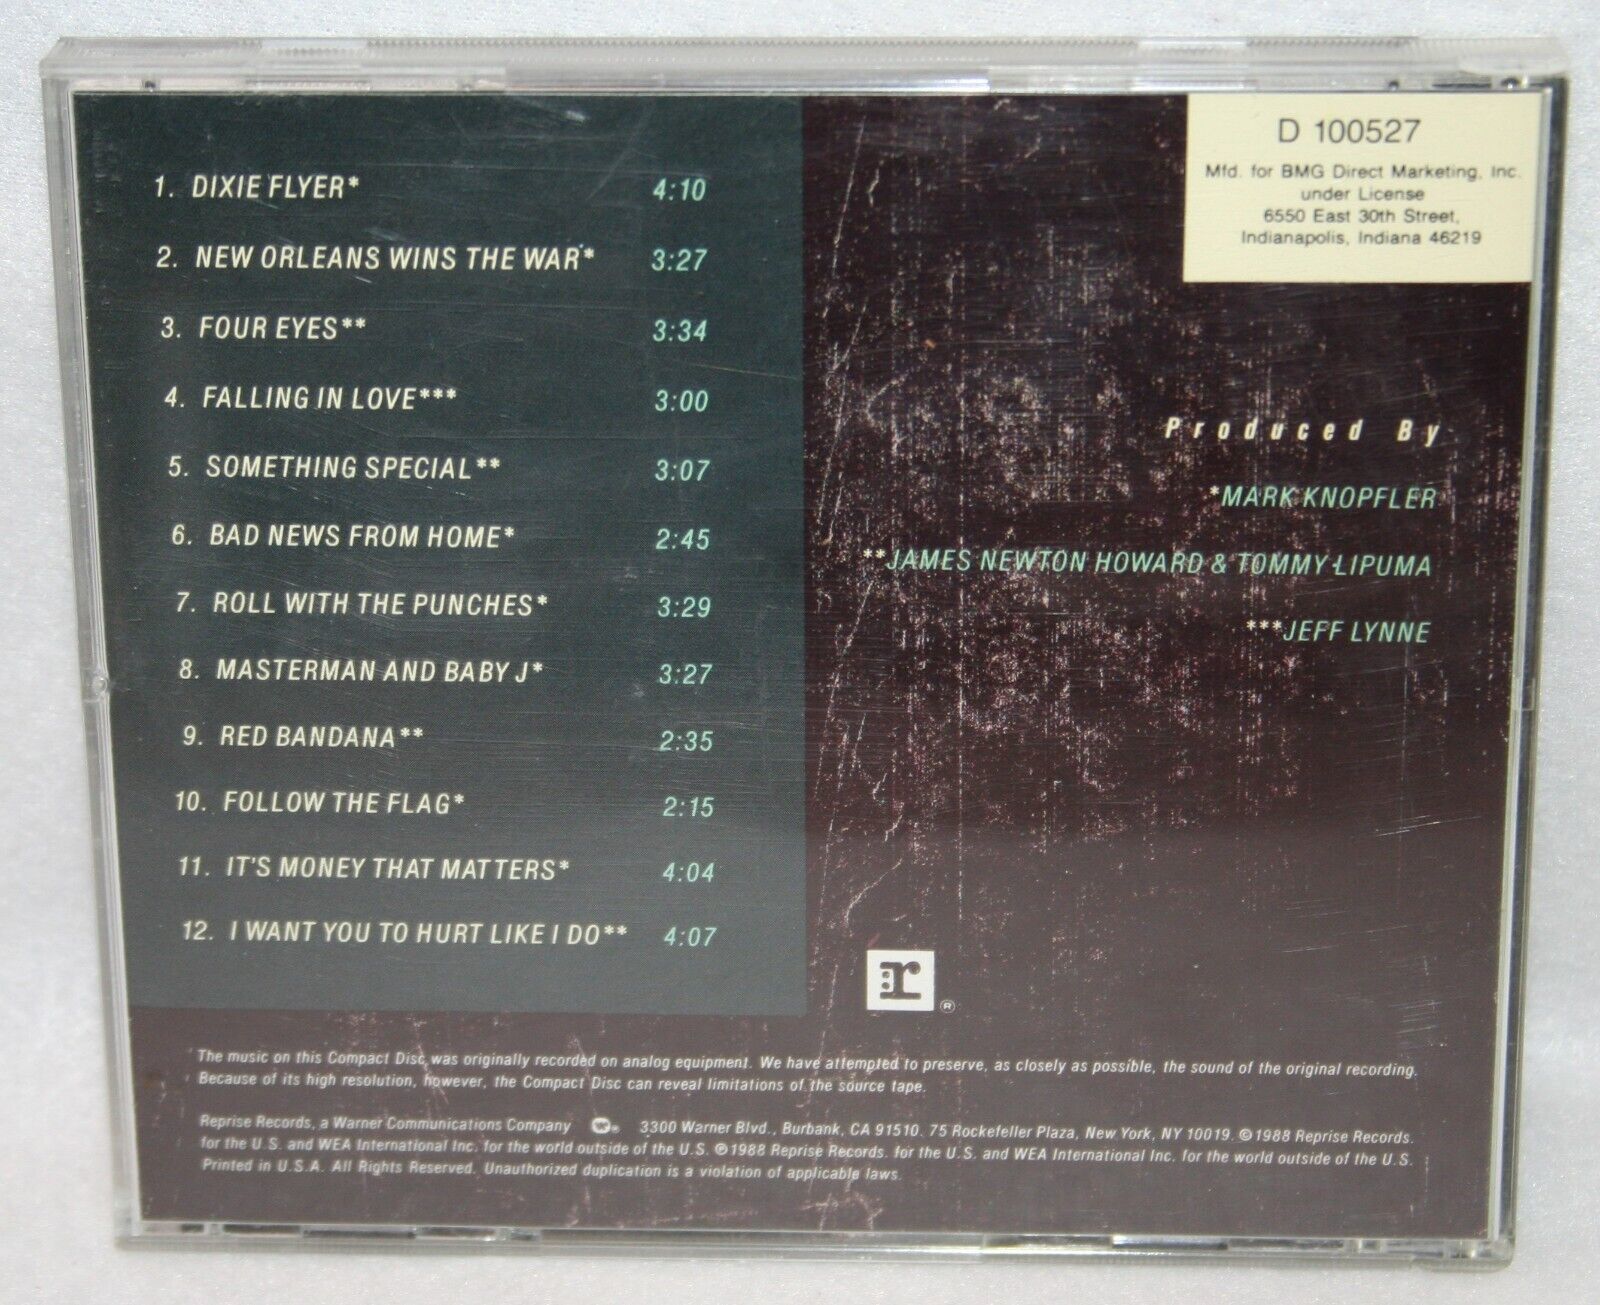 D 100527
Mfd. for BMG Direct Marketing, Inc.
under License
6550 East 30th Street,
Indianapolis, Indiana 46219
1. DIXIE FLYER* 4:10
2. NEW ORLEANS WINS THE WAR* 3:27
3. FOUR EYES** 3:34
4. FALLING IN LOVE*** 3:00
5. SOMETHING SPECIAL** 3:07
6. BAD NEWS FROM HOME* 2:45
7. ROLL WITH THE PUNCHES* 3:29
8. MASTERMAN AND BABY J* 3:27
9. RED BANDANA** 2:35
10. FOLLOW THE FLAG* 2:15
11. IT'S MONEY THAT MATTERS* 4:04
12. I WANT YOU TO HURT LIKE I DO** 4:07
Produced By
*MARK KNOPFLER
**JAMES NEWTON HOWARD & TOMMY LIPUMA
***JEFF LYNNE
r ®
The music on this Compact Disc was originally recorded on analog equipment. We have attempted to preserve, as closely as possible, the sound of the original recording.
Because of its high resolution, however, the Compact Disc can reveal limitations of the source tape.
Reprise Records, a Warner Communications Company 3300 Warner Blvd., Burbank, CA 91510. 75 Rockefeller Plaza, New York, NY 10019. © 1988 Reprise Records.
for the U.S. and WEA International Inc. for the world outside of the U.S. ℗ 1988 Reprise Records. for the U.S. and WEA International Inc. for the world outside of the U.S.
Printed in U.S.A. All Rights Reserved. Unauthorized duplication is a violation of applicable laws.